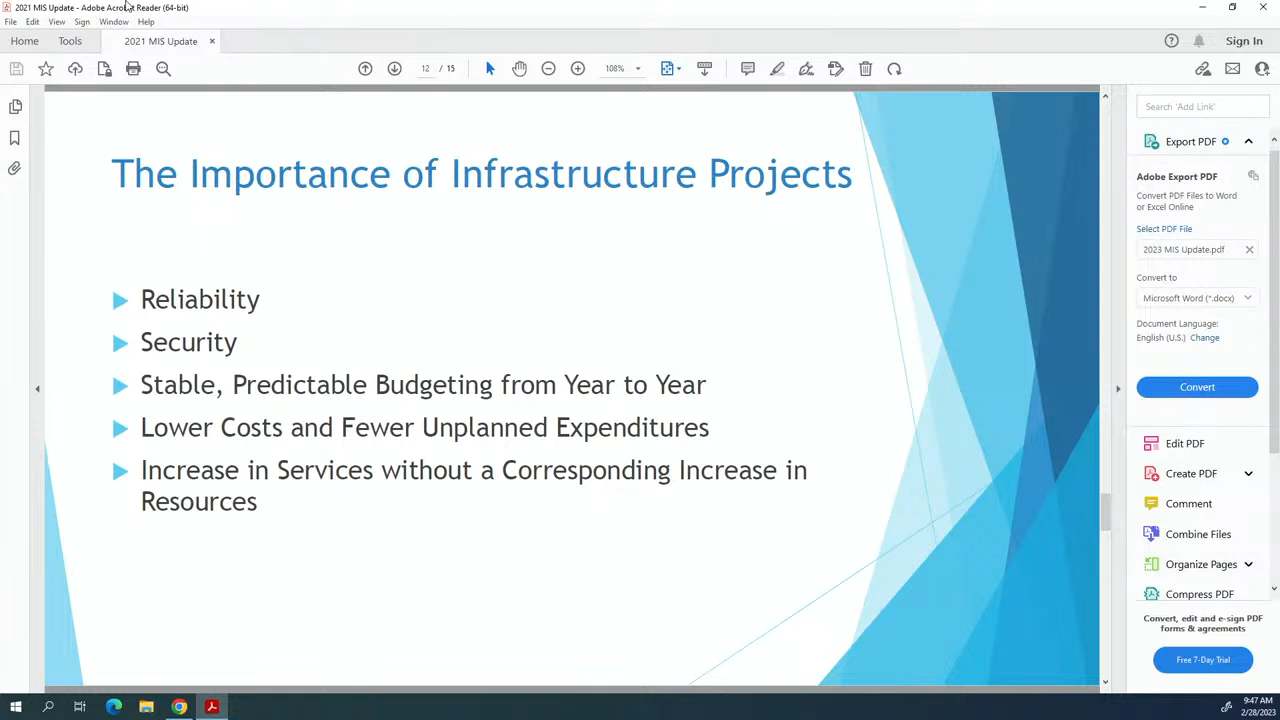 2021 MIS Update - Adobe Acrobat Reader (64-bit)
File Edit View Sign Window Help
Home Tools 2021 MIS Update × Sign In
12 / 15 108%
Search 'Add Link'
Export PDF
Adobe Export PDF
Convert PDF Files to Word
or Excel Online
Select PDF File
2023 MIS Update.pdf
Convert to
Microsoft Word (*.docx)
Document Language:
English (U.S.) Change
Convert
Edit PDF
Create PDF
Comment
Combine Files
Organize Pages
Compress PDF
Convert, edit and e-sign PDF
forms & agreements
Free 7-Day Trial
The Importance of Infrastructure Projects
Reliability
Security
Stable, Predictable Budgeting from Year to Year
Lower Costs and Fewer Unplanned Expenditures
Increase in Services without a Corresponding Increase in
Resources
9:47 AM
2/28/2023